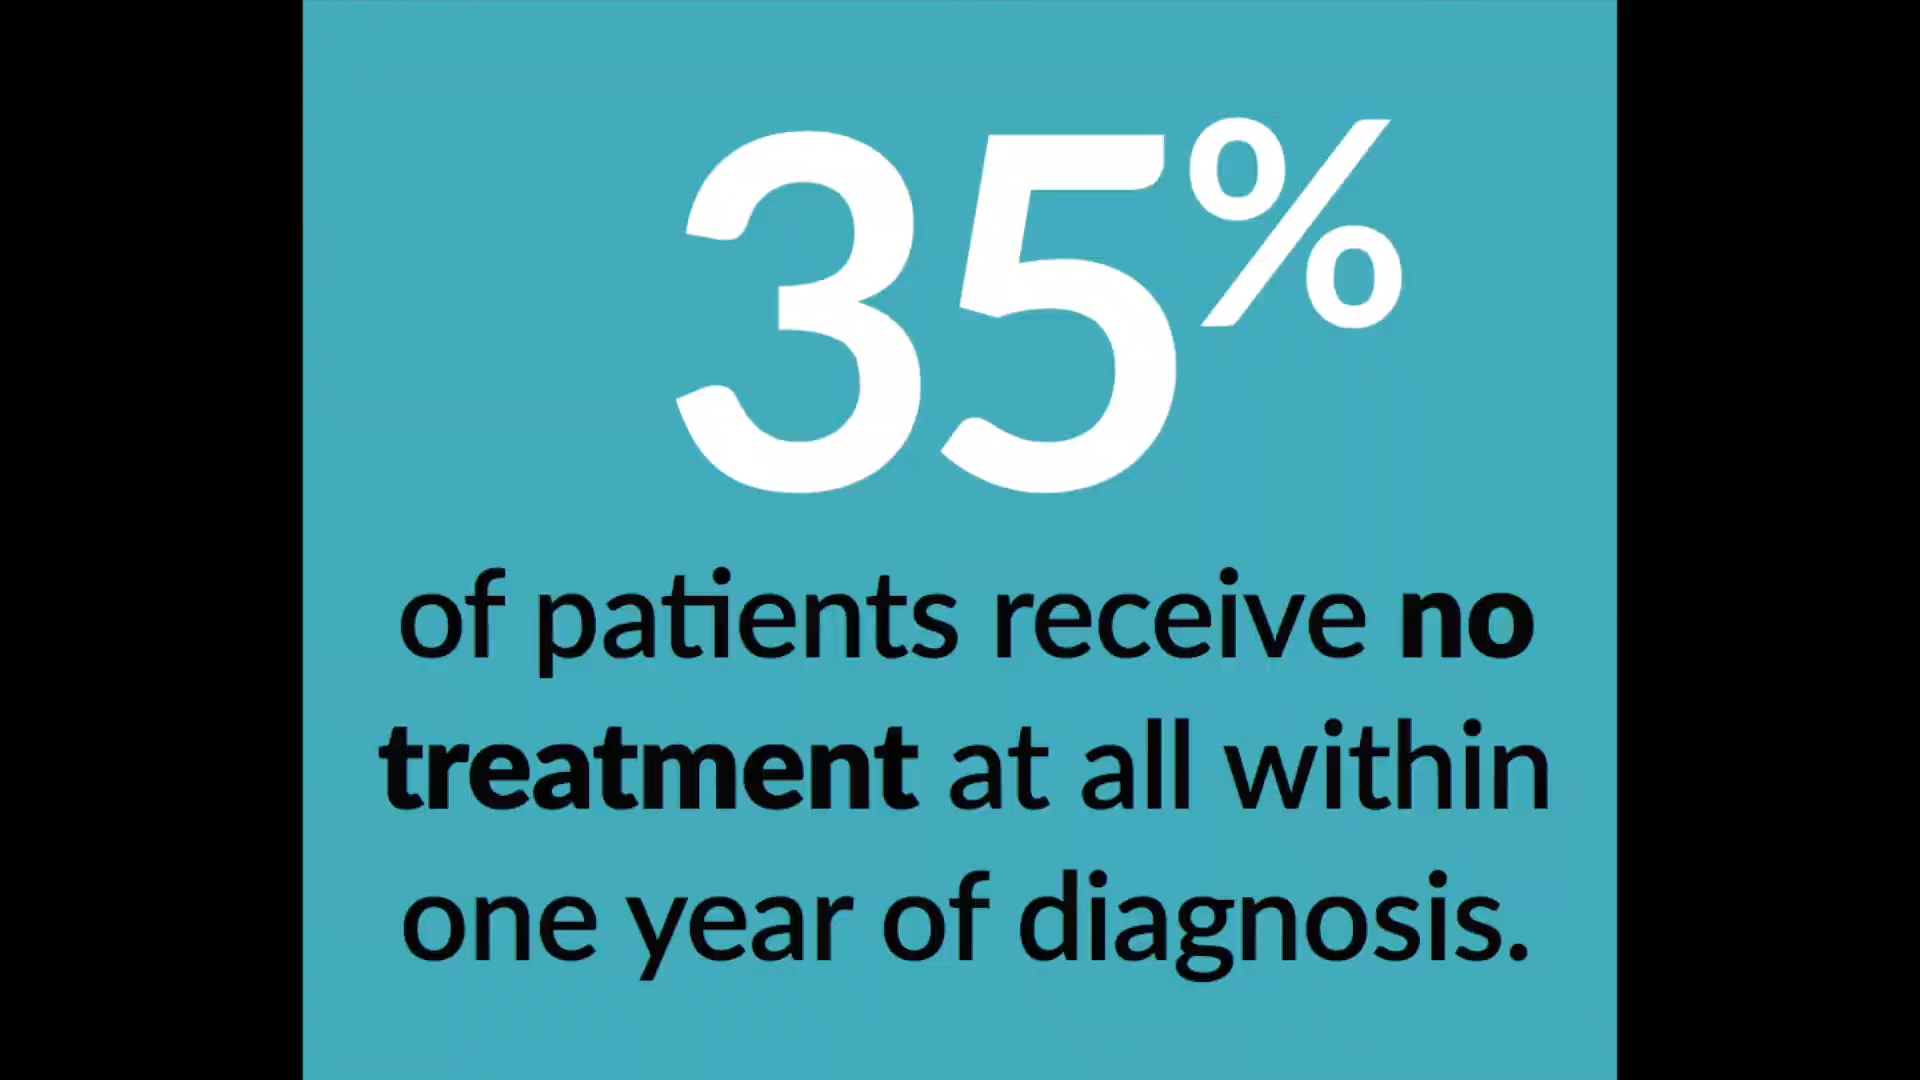 35%
of patients receive no
treatment at all within
one year of diagnosis.